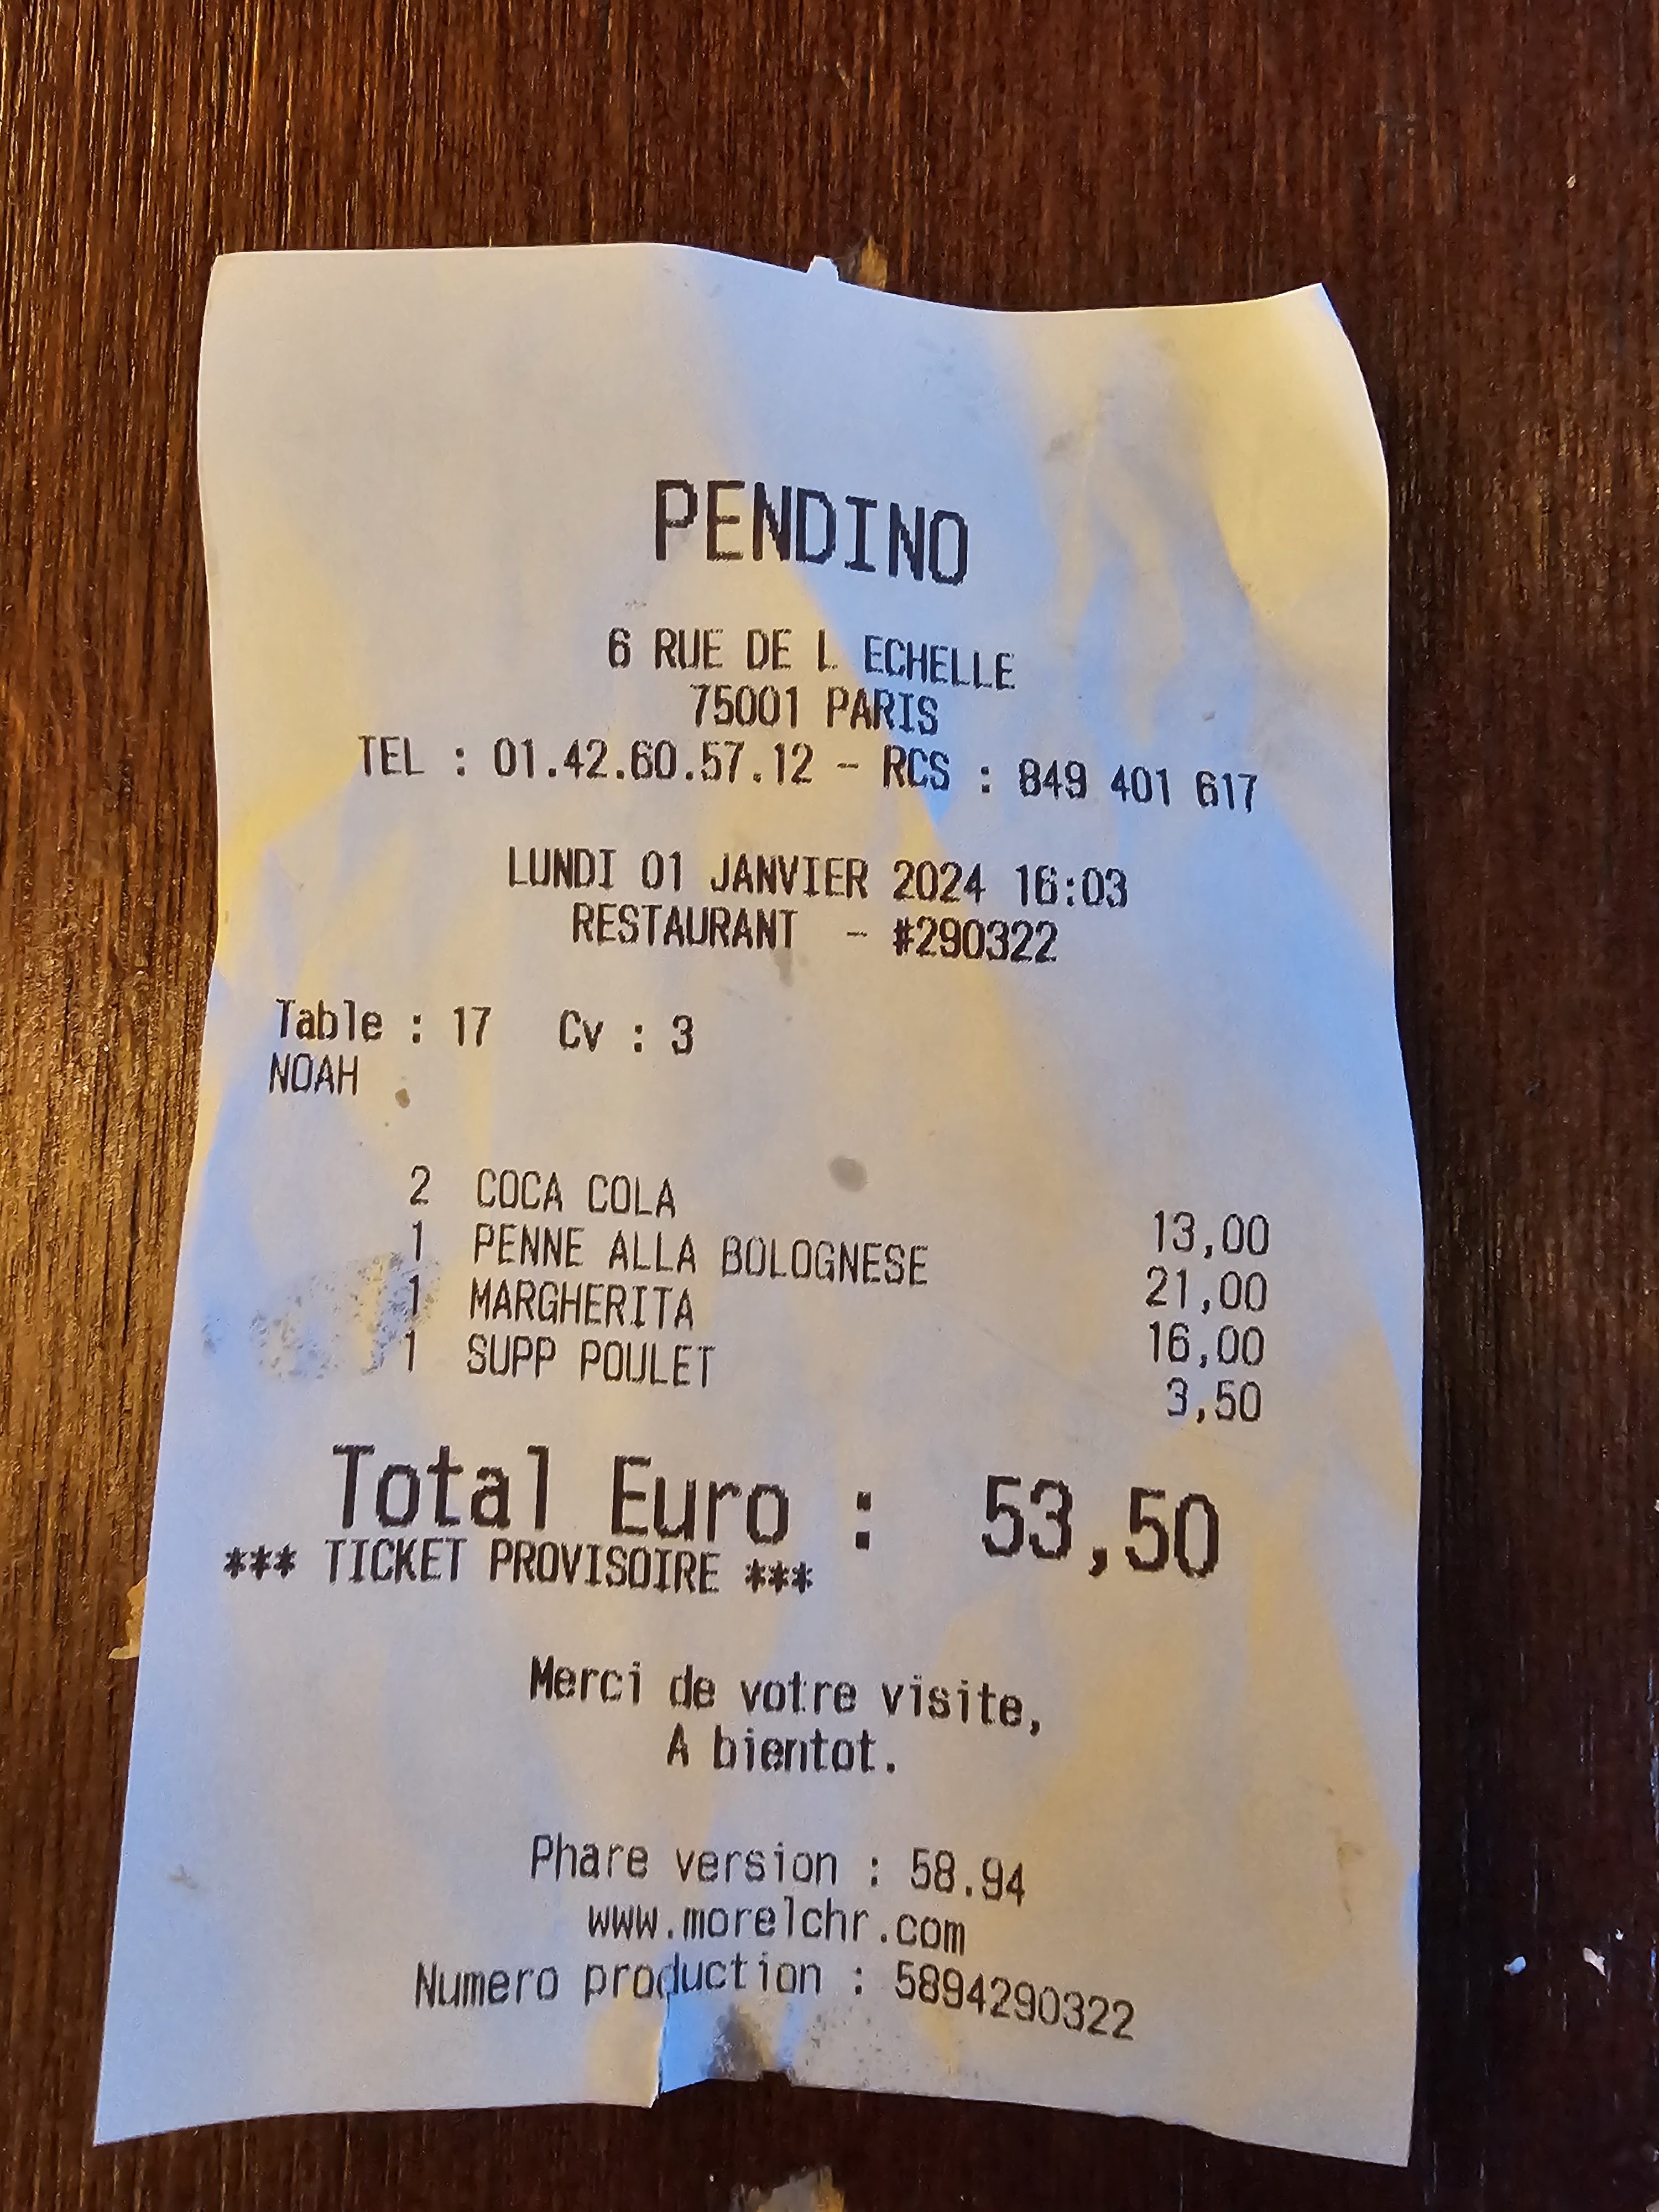 PENDINO
6 RUE DE L ECHELLE
75001 PARIS
TEL : 01.42.60.57.12 - RCS : 849 401 617
LUNDI 01 JANVIER 2024 16:03
RESTAURANT - #290322
Table : 17 Cv : 3
NOAH
2 COCA COLA 13,00
1 PENNE ALLA BOLOGNESE 21,00
1 MARGHERITA 16,00
1 SUPP POULET 3,50
Total Euro : 53,50
*** TICKET PROVISOIRE ***
Merci de votre visite,
A bientot.
Phare version : 58.94
www.morelchr.com
Numero production : 5894290322